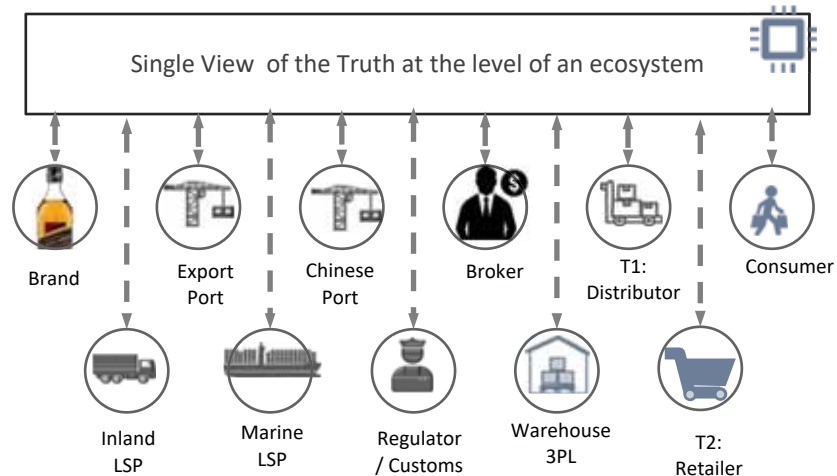 Single View of the Truth at the level of an ecosystem
$
Brand
Export
Port
Chinese
Port
Broker
T1:
Distributor
Consumer
Inland
LSP
Marine
LSP
Regulator
/ Customs
Warehouse
3PL
T2:
Retailer